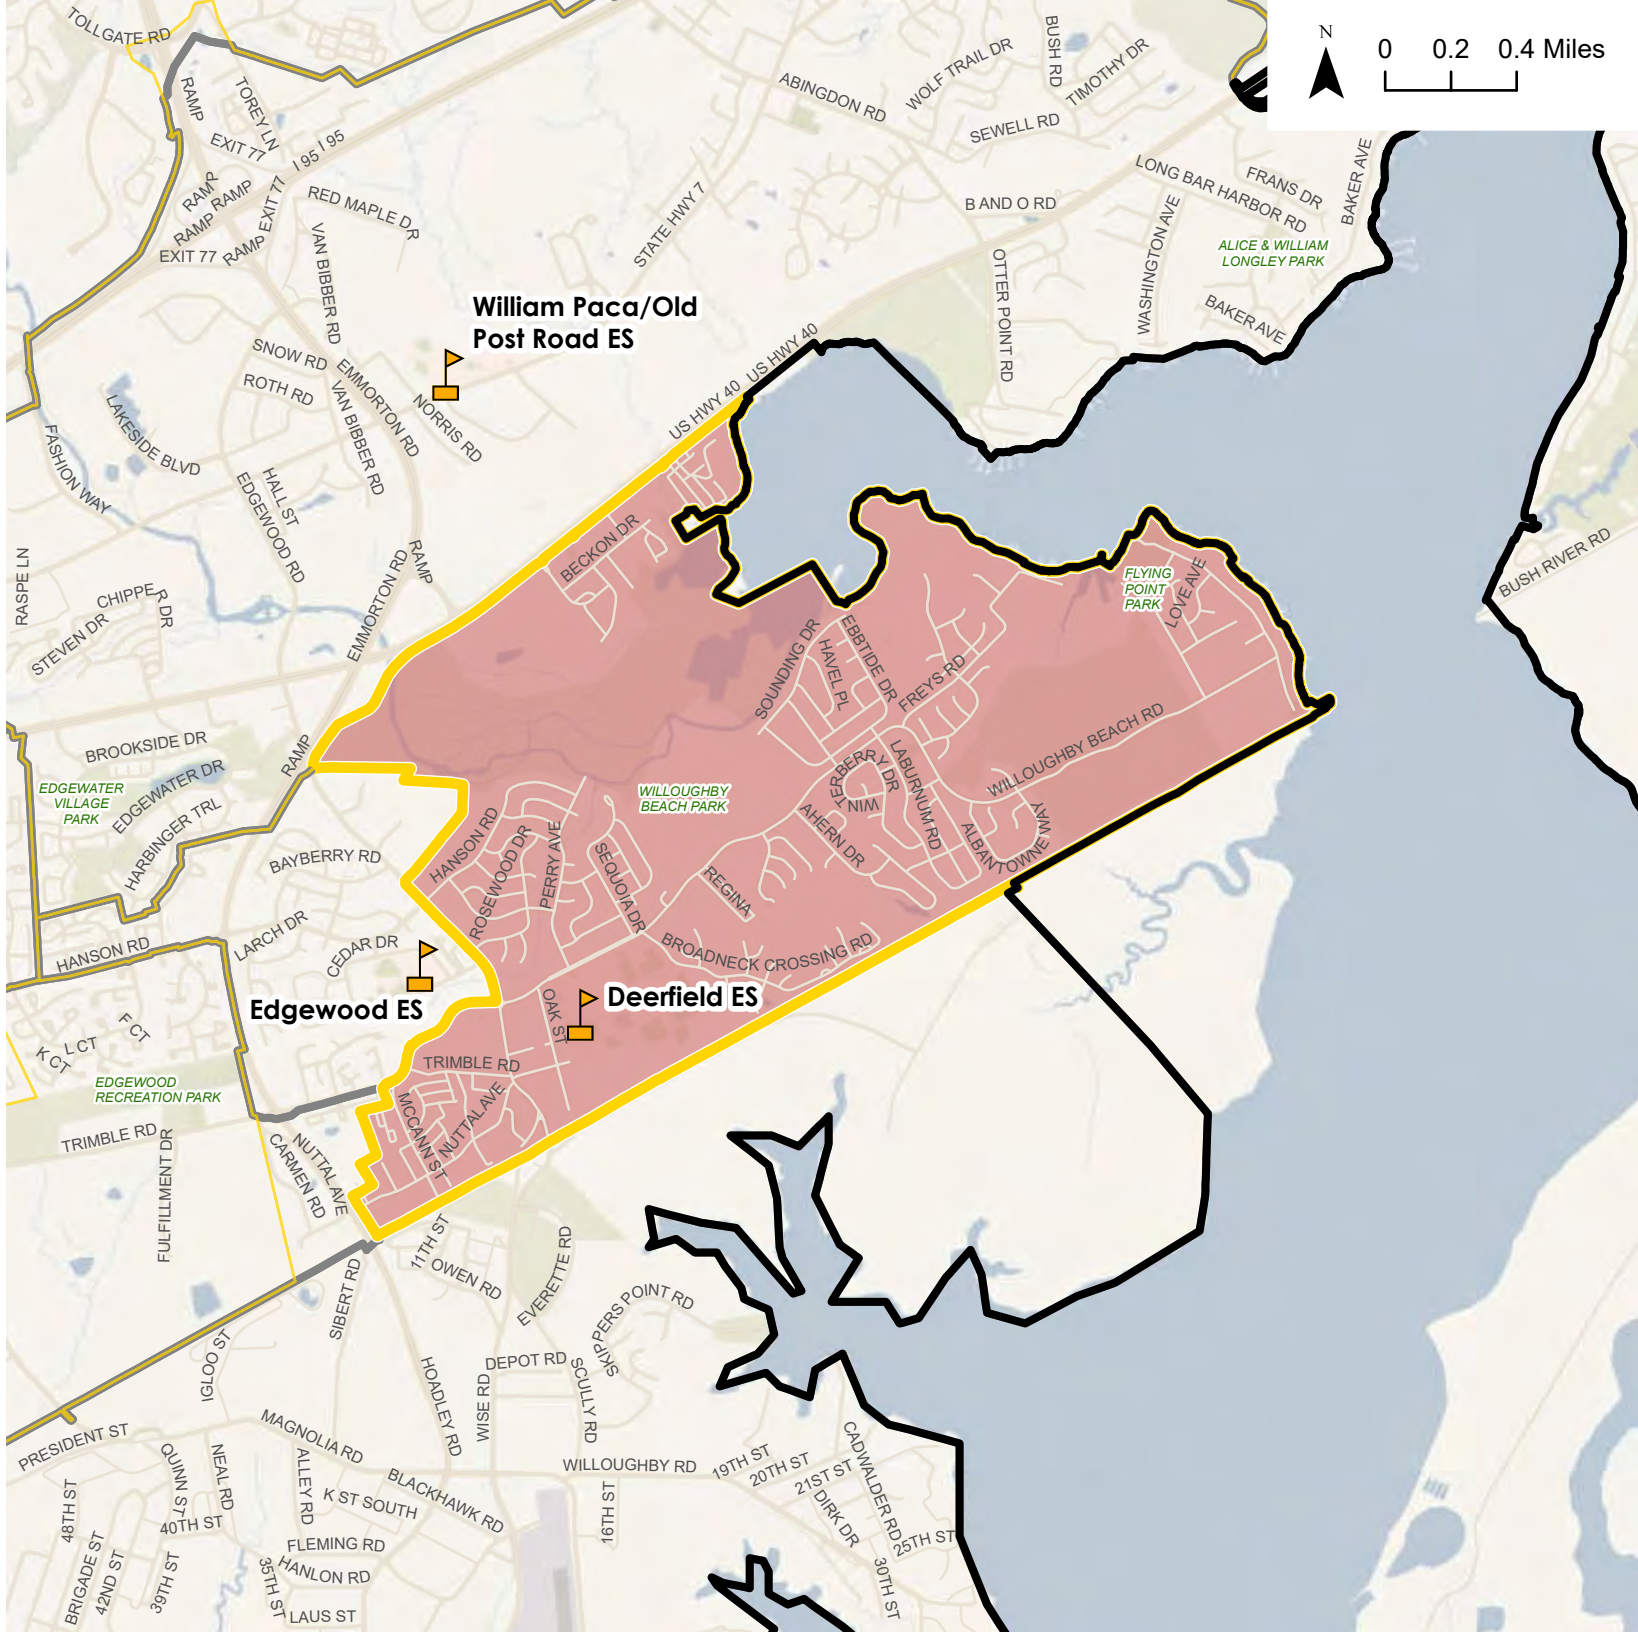 TOLLGATE RD
RAMP
TOREY LN
EXIT 77
I 95 I 95
RAMP
RAMP
RAMP
EXIT 77
EXIT 77
RAMP
RED MAPLE DR
VAN BIBBER RD
STATE HWY 7
ABINGDON RD
WOLF TRAIL DR
BUSH RD
TIMOTHY DR
SEWELL RD
B AND O RD
N
0 0.2 0.4 Miles
LONG BAR HARBOR RD
FRANS DR
BAKER AVE
WASHINGTON AVE
ALICE & WILLIAM
LONGLEY PARK
OTTER POINT RD
BAKER AVE
William Paca/Old
Post Road ES
SNOW RD
ROTH RD
EMMORTON RD
VAN BIBBER RD
NORRIS RD
US HWY 40
US HWY 40
LAKESIDE BLVD
FASHION WAY
HALL ST
EDGEWOOD RD
RASPE LN
CHIPPER DR
STEVEN DR
EMMORTON RD
RAMP
BECKON DR
FLYING
POINT
PARK
LOVE AVE
BUSH RIVER RD
SOUNDING DR
HAVEL PL
EBBTIDE DR
FREYS RD
BROOKSIDE DR
RAMP
EDGEWATER
VILLAGE
PARK
EDGEWATER DR
HARBINGER TRL
WILLOUGHBY
BEACH PARK
WINTERBERRY DR
LABURNUM RD
WILLOUGHBY BEACH RD
AHERN DR
ALBANTOWNE WAY
BAYBERRY RD
HANSON RD
ROSEWOOD DR
PERRY AVE
SEQUOIA DR
REGINA
LARCH DR
CEDAR DR
HANSON RD
BROADNECK CROSSING RD
Edgewood ES
Deerfield ES
OAK ST
F CT
L CT
K CT
TRIMBLE RD
EDGEWOOD
RECREATION PARK
MCCANN ST
NUTTAL AVE
TRIMBLE RD
FULFILLMENT DR
NUTTAL AVE
CARMEN RD
11TH ST
OWEN RD
EVERETTE RD
SIBERT RD
SKIPPERS POINT RD
IGLOO ST
HOADLEY RD
DEPOT RD
WISE RD
SCULLY RD
PRESIDENT ST
MAGNOLIA RD
QUINN ST
NEAL RD
ALLEY RD
BLACKHAWK RD
WILLOUGHBY RD
19TH ST
20TH ST
21ST ST
CADWALDER RD
48TH ST
K ST SOUTH
16TH ST
DIRK DR
40TH ST
25TH ST
BRIGADE ST
42ND ST
39TH ST
FLEMING RD
HANLON RD
35TH ST
LAUS ST
30TH ST